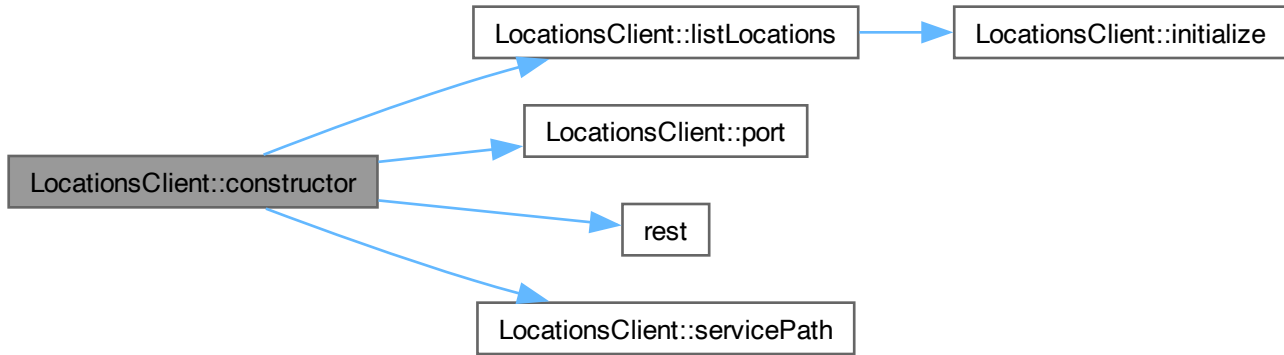 LocationsClient::listLocations
LocationsClient::initialize
LocationsClient::port
LocationsClient::constructor
rest
LocationsClient::servicePath